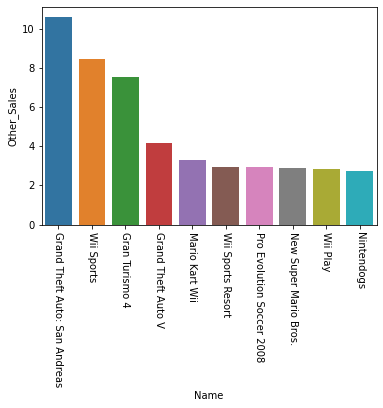 10
8
6
4
2
0
Other_Sales
Grand Theft Auto: San Andreas
Wii Sports
Gran Turismo 4
Grand Theft Auto V
Mario Kart Wii
Wii Sports Resort
Pro Evolution Soccer 2008
New Super Mario Bros.
Wii Play
Nintendogs
Name